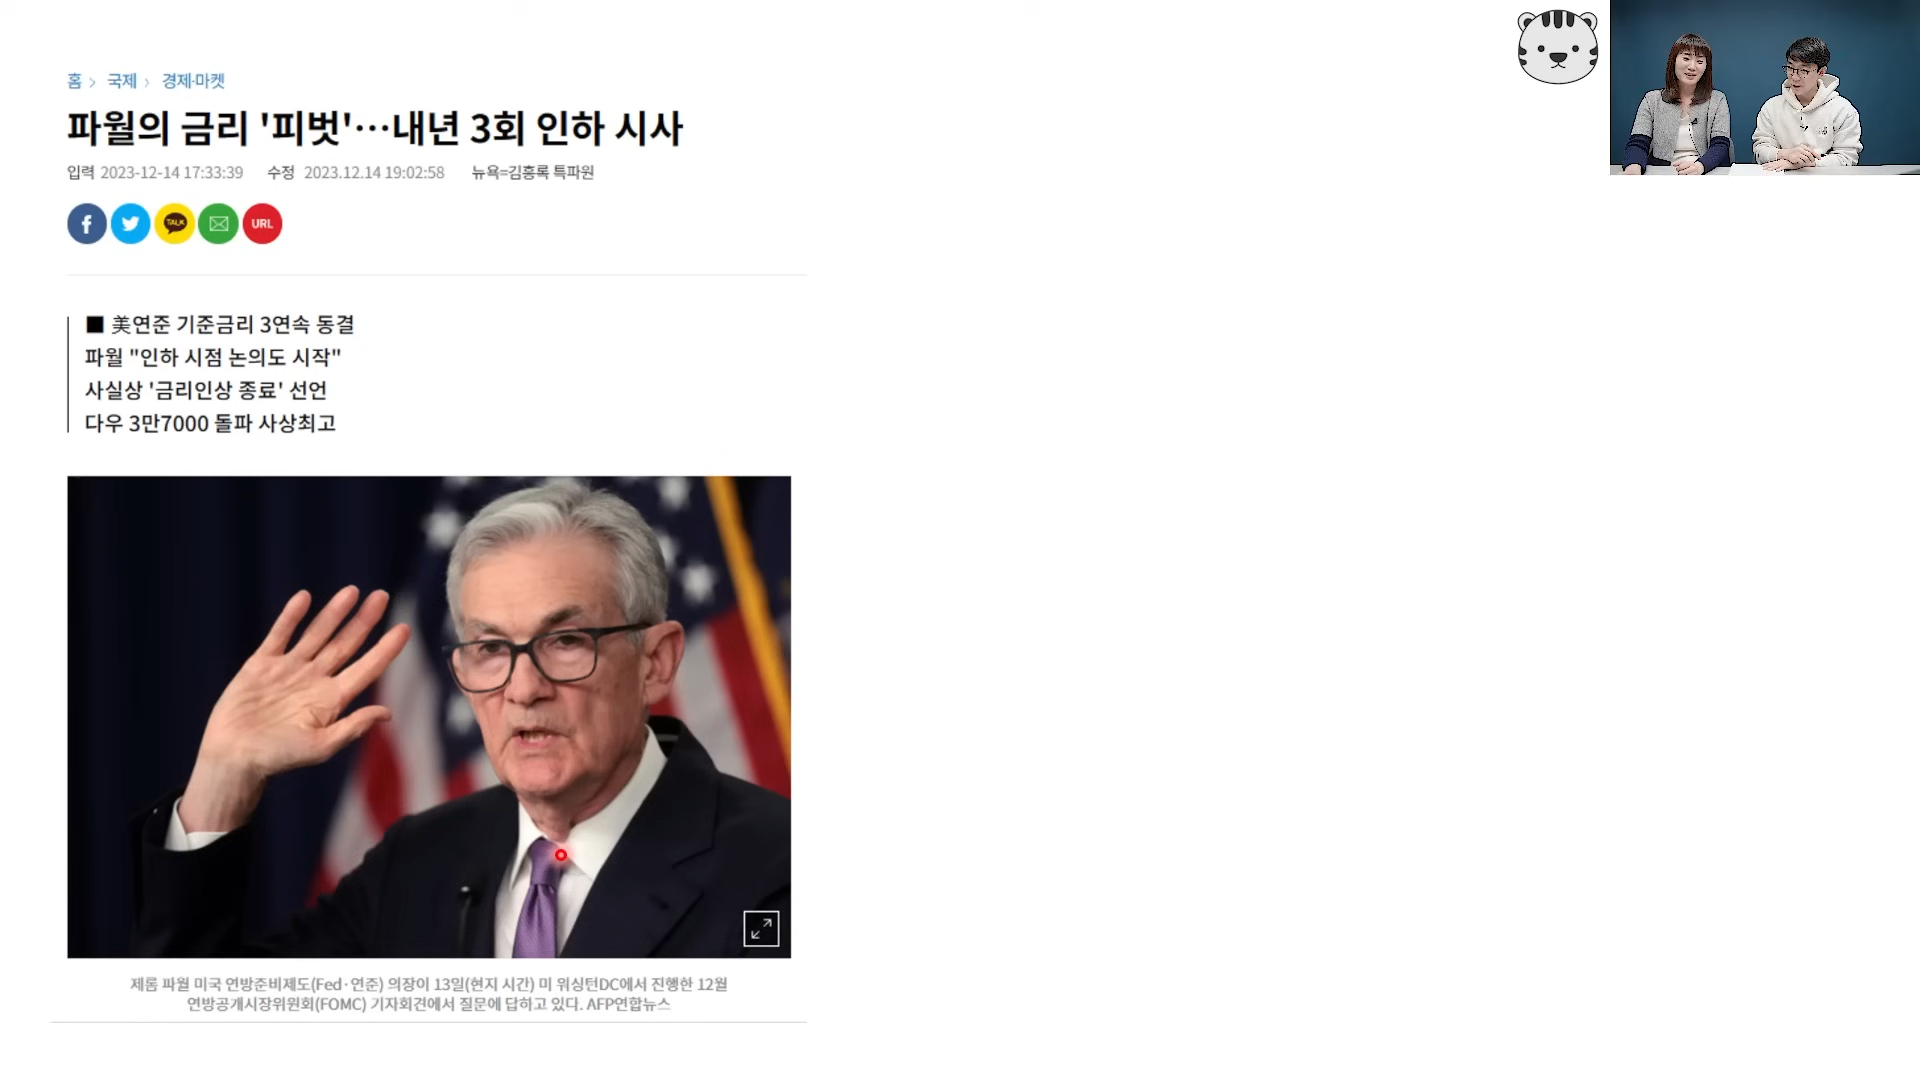 홈 > 국제 > 경제·마켓
파월의 금리 '피벗'…내년 3회 인하 시사
입력 2023-12-14 17:33:39 수정 2023.12.14 19:02:58 뉴욕=김흥록 특파원
f TALK URL
■ 美연준 기준금리 3연속 동결
파월 "인하 시점 논의도 시작"
사실상 '금리인상 종료' 선언
다우 3만7000 돌파 사상최고
제롬 파월 미국 연방준비제도(Fed·연준) 의장이 13일(현지 시간) 미 워싱턴DC에서 진행한 12월
연방공개시장위원회(FOMC) 기자회견에서 질문에 답하고 있다. AFP연합뉴스